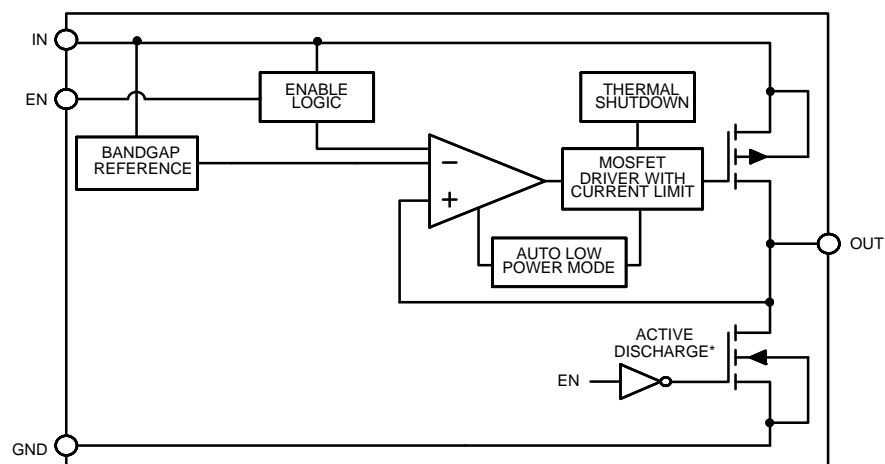 IN
ENABLE
LOGIC
THERMAL
SHUTDOWN
EN
BANDGAP
REFERENCE
−
+
MOSFET
DRIVER WITH
CURRENT LIMIT
AUTO LOW
POWER MODE
OUT
ACTIVE
DISCHARGE*
EN
GND